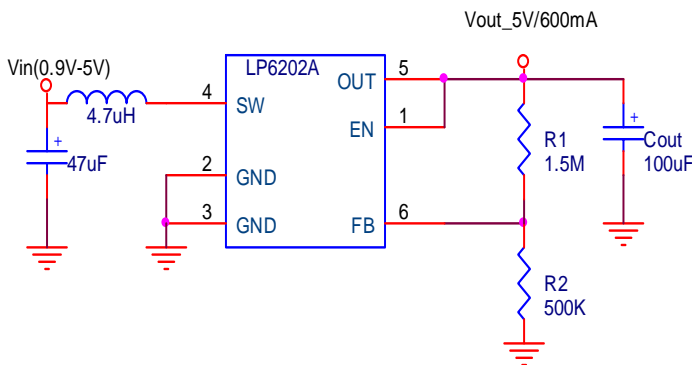 Vout_5V/600mA
Vin(0.9V-5V)
LP6202A
4.7uH
4
SW
OUT
5
EN
1
+
47uF
2
GND
3
GND
FB
6
R1
1.5M
+
Cout
100uF
R2
500K